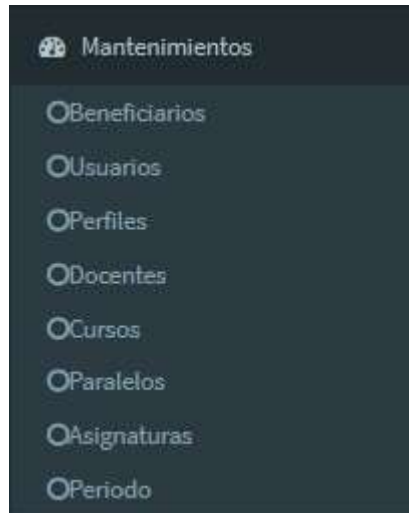 Mantenimientos
Beneficiarios
Usuarios
Perfiles
Docentes
Cursos
Paralelos
Asignaturas
Periodo